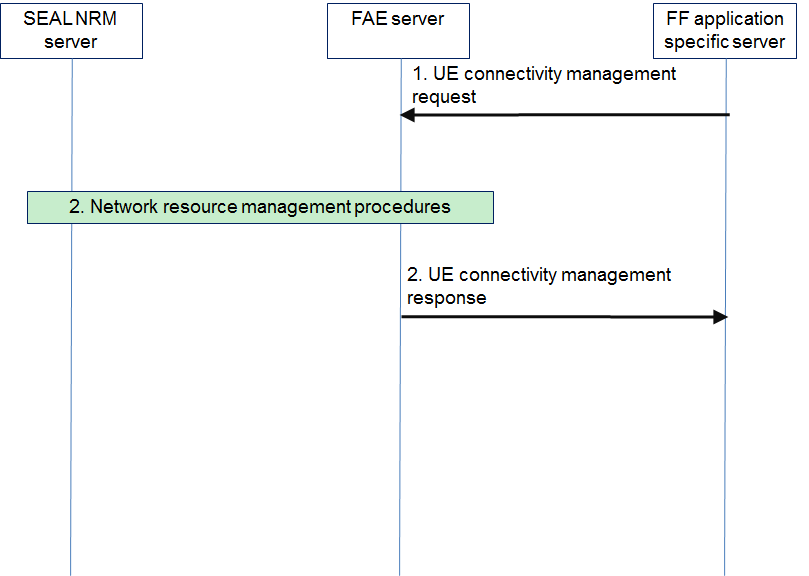 SEAL NRM
server
FAE server
FF application
specific server
1. UE connectivity management
request
2. Network resource management procedures
2. UE connectivity management
response